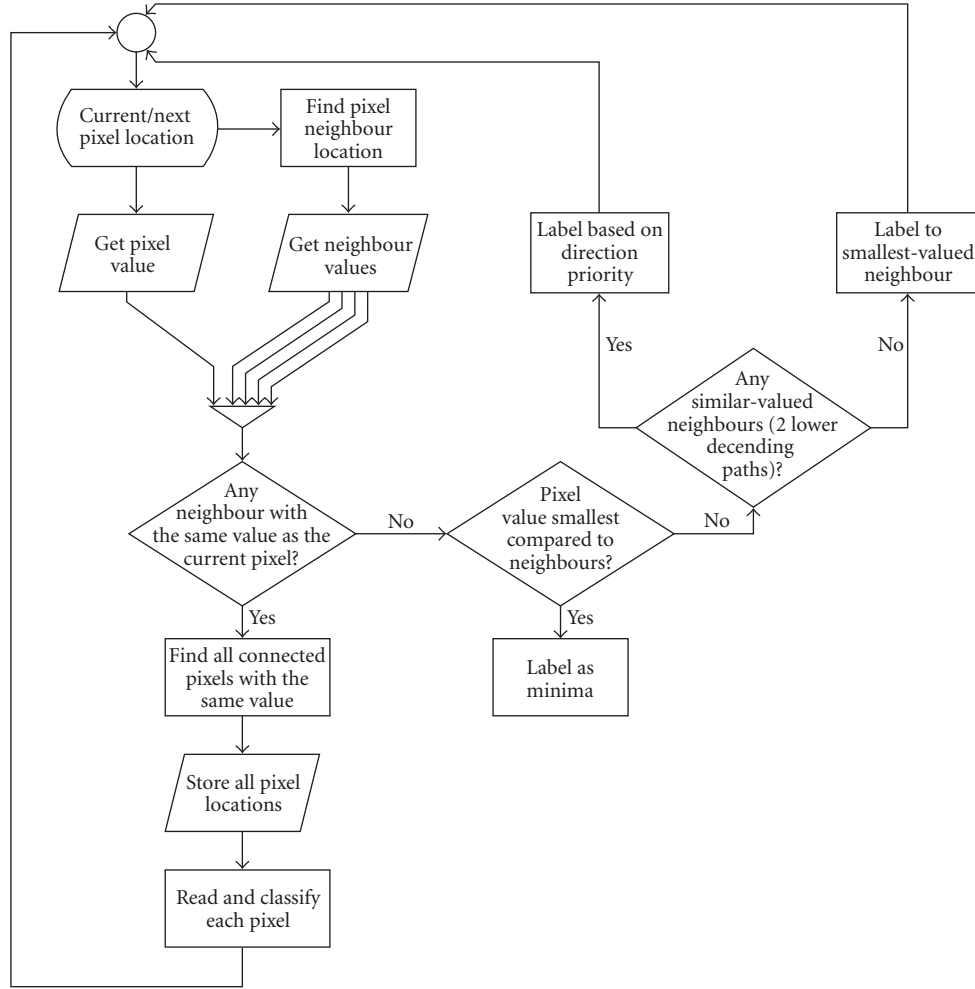 Current/next
pixel location
Find pixel
neighbour
location
Get pixel
value
Get neighbour
values
Label based on
direction
priority
Label to
smallest-valued
neighbour
Yes
No
Any
similar-valued
neighbours (2 lower
decending
paths)?
Any
neighbour with
the same value as the
current pixel?
No
Pixel
value smallest
compared to
neighbours?
No
Yes
Yes
Find all connected
pixels with the
same value
Label as
minima
Store all pixel
locations
Read and classify
each pixel